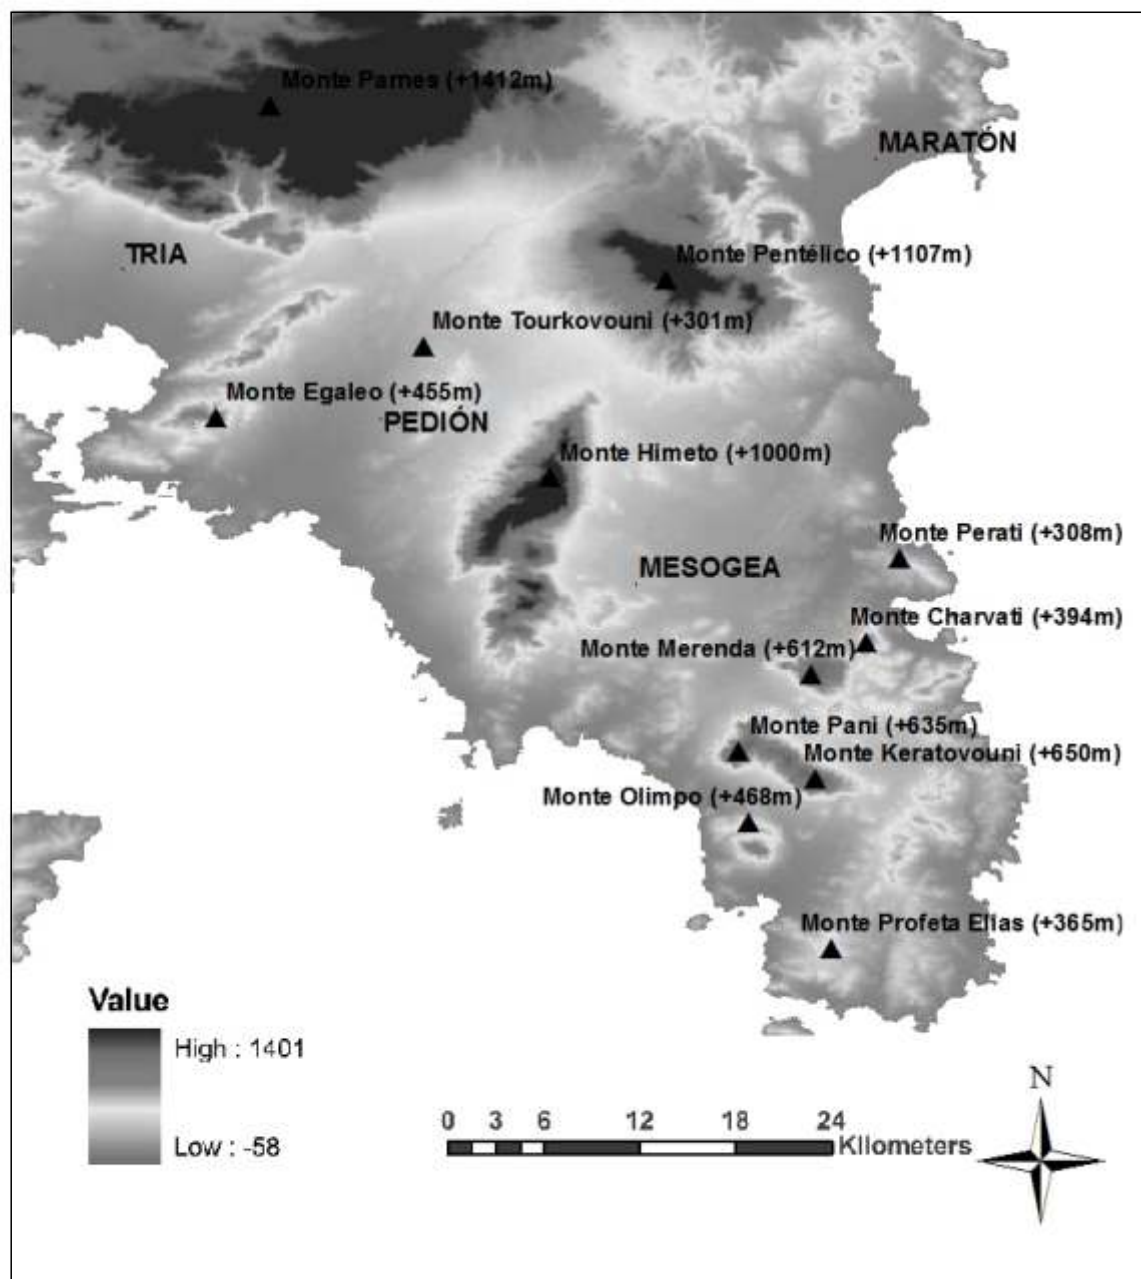 Monte Parnes (+1412m)
MARATÓN
TRIA
Monte Pentélico (+1107m)
Monte Tourkovouni (+301m)
Monte Egaleo (+455m)
PEDIÓN
Monte Himeto (+1000m)
Monte Perati (+308m)
MESOGEA
Monte Charvati (+394m)
Monte Merenda (+612m)
Monte Pani (+635m)
Monte Keratovouni (+650m)
Monte Olimpo (+468m)
Monte Profeta Elías (+365m)
Value
High : 1401
Low : -58
N
0 3 6 12 18 24
Kilometers